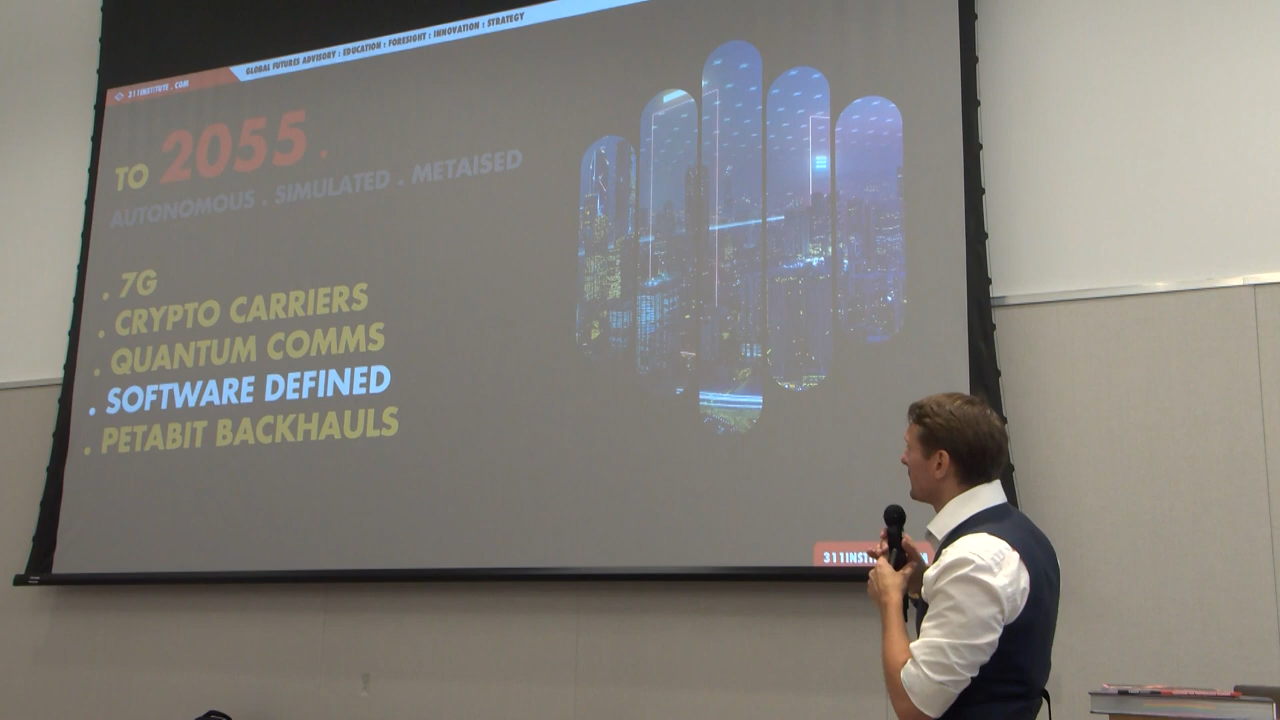 311INSTITUTE . COM
GLOBAL FUTURES ADVISORY : EDUCATION : FORESIGHT : INNOVATION : STRATEGY
TO 2055 .
AUTONOMOUS . SIMULATED . METAISED
. 7G
. CRYPTO CARRIERS
. QUANTUM COMMS
. SOFTWARE DEFINED
. PETABIT BACKHAULS